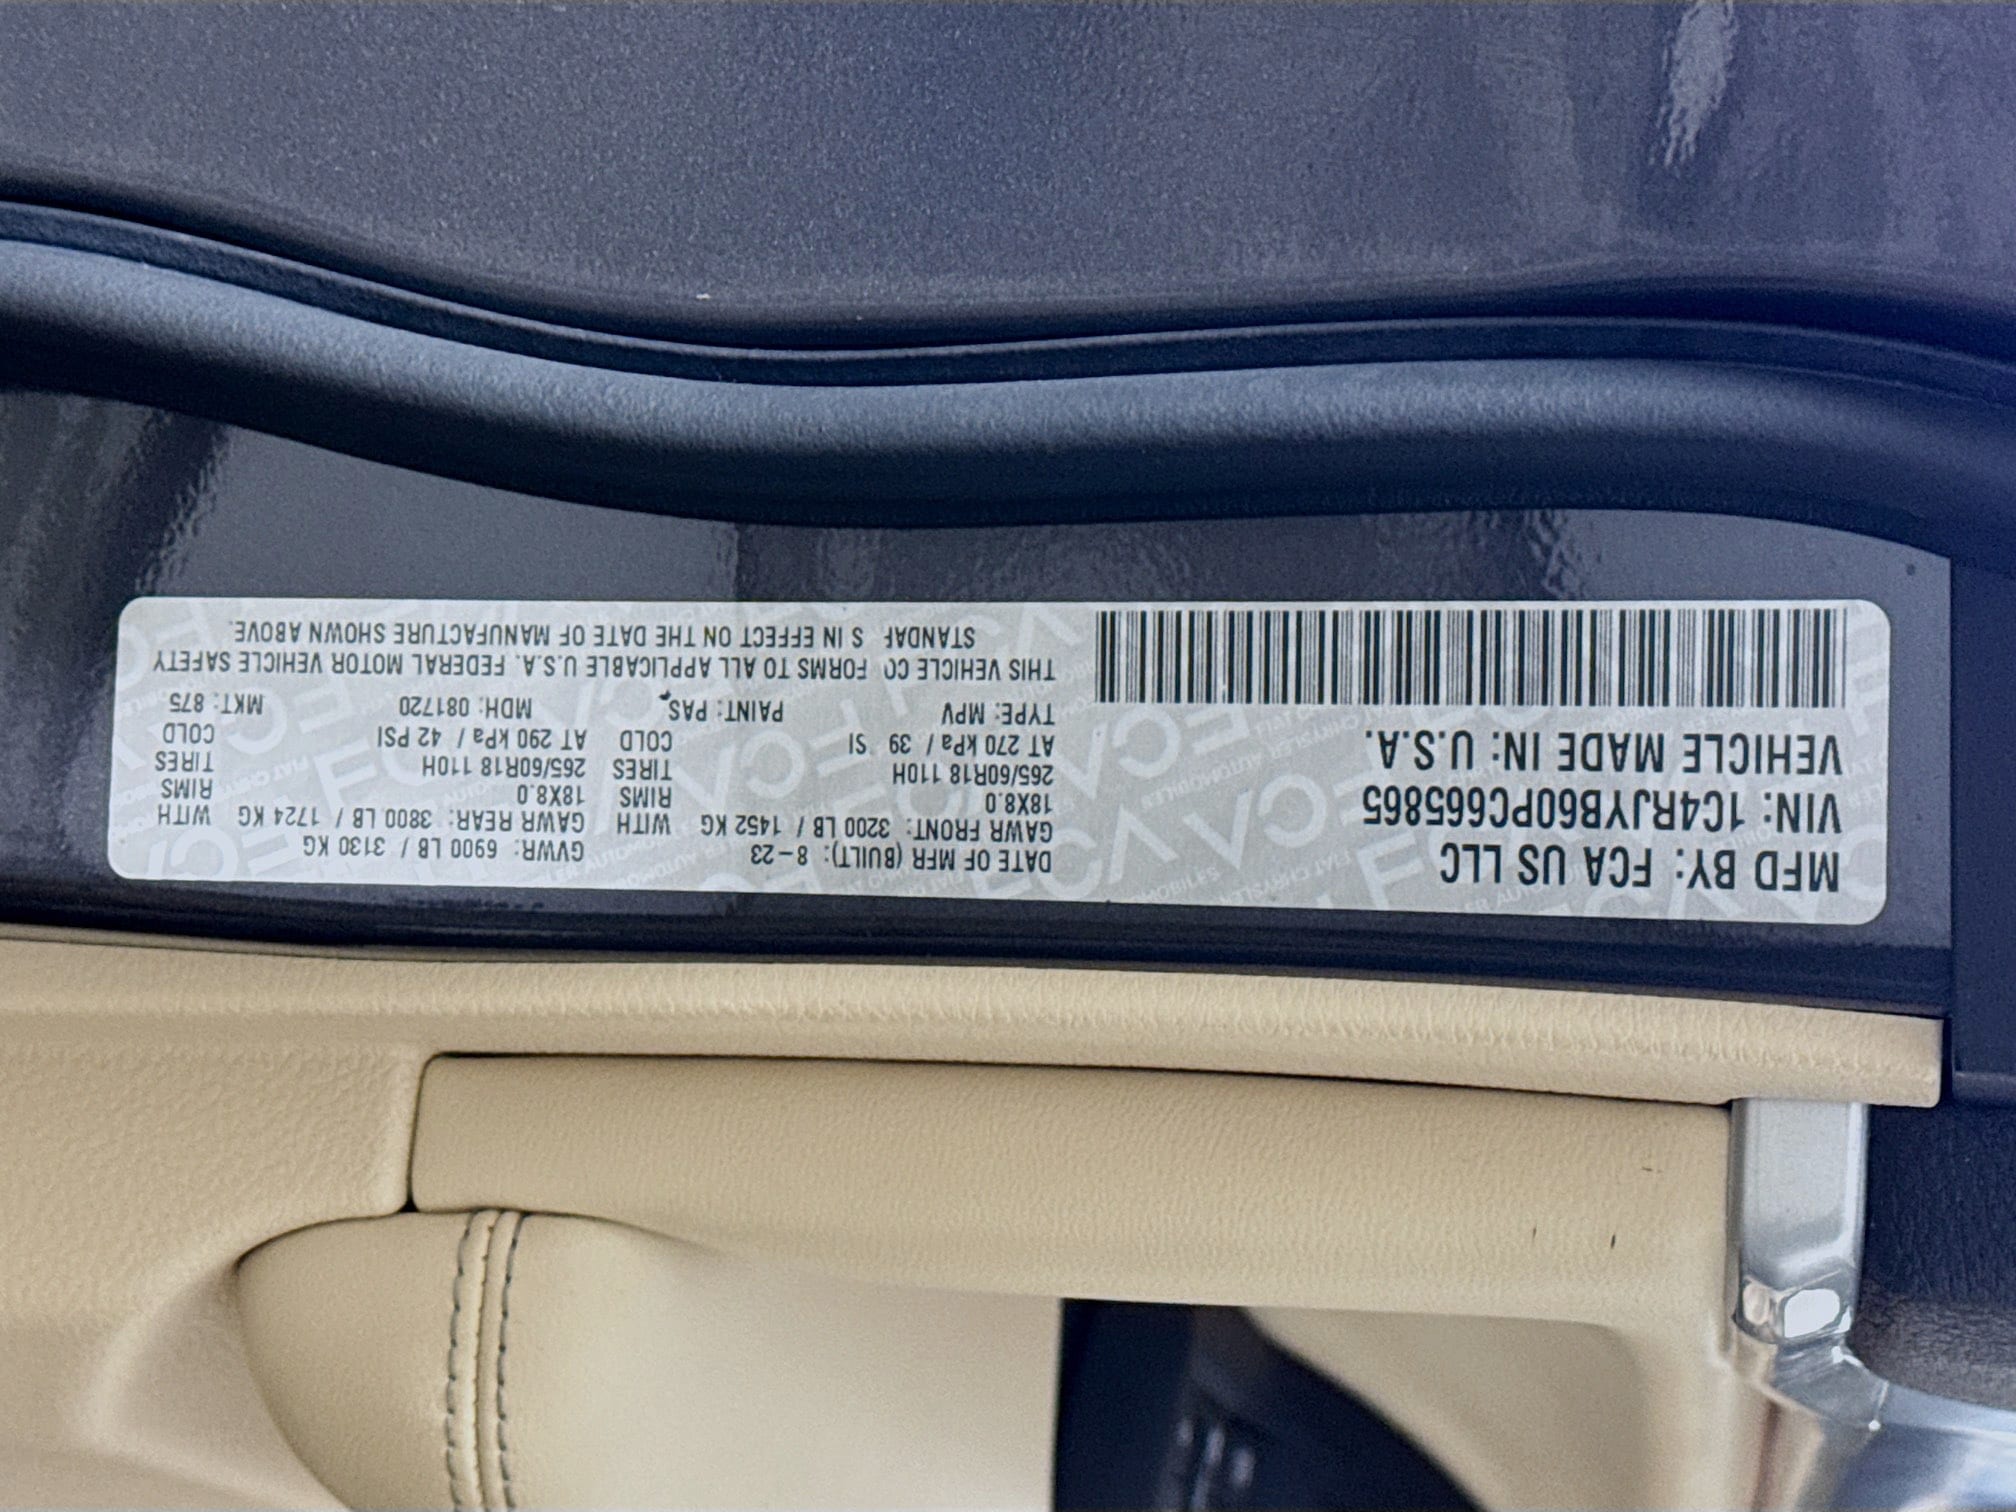 MFD BY: FCA US LLC
VIN: 1C4RJYB60PC665865
VEHICLE MADE IN: U.S.A.
DATE OF MFR (BUILT): 8-23 GVWR: 6900 LB / 3130 KG
GAWR FRONT: 3200 LB / 1452 KG WITH GAWR REAR: 3800 LB / 1724 KG WITH
18X8.0 RIMS 18X8.0 RIMS
265/60R18 110H TIRES 265/60R18 110H TIRES
AT 270 kPa / 39 SI COLD AT 290 kPa / 42 PSI COLD
TYPE: MPV PAINT: PAS MDH: 081720 MKT: 875
THIS VEHICLE CO FORMS TO ALL APPLICABLE U.S.A. FEDERAL MOTOR VEHICLE SAFETY
STANDAR S IN EFFECT ON THE DATE OF MANUFACTURE SHOWN ABOVE.